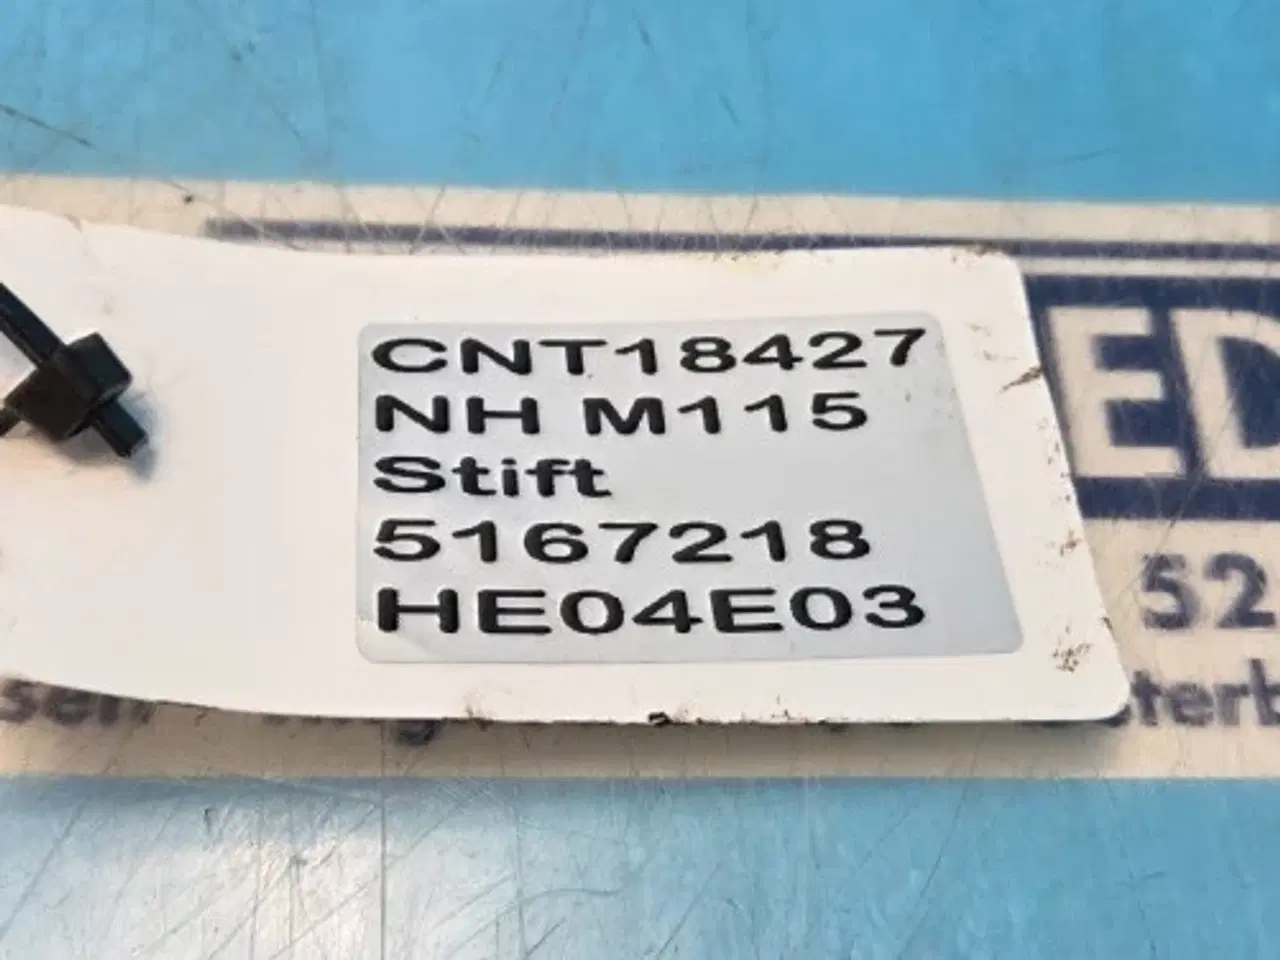 CNT18427
NH M115
Stift
5167218
HE04E03
ED
52